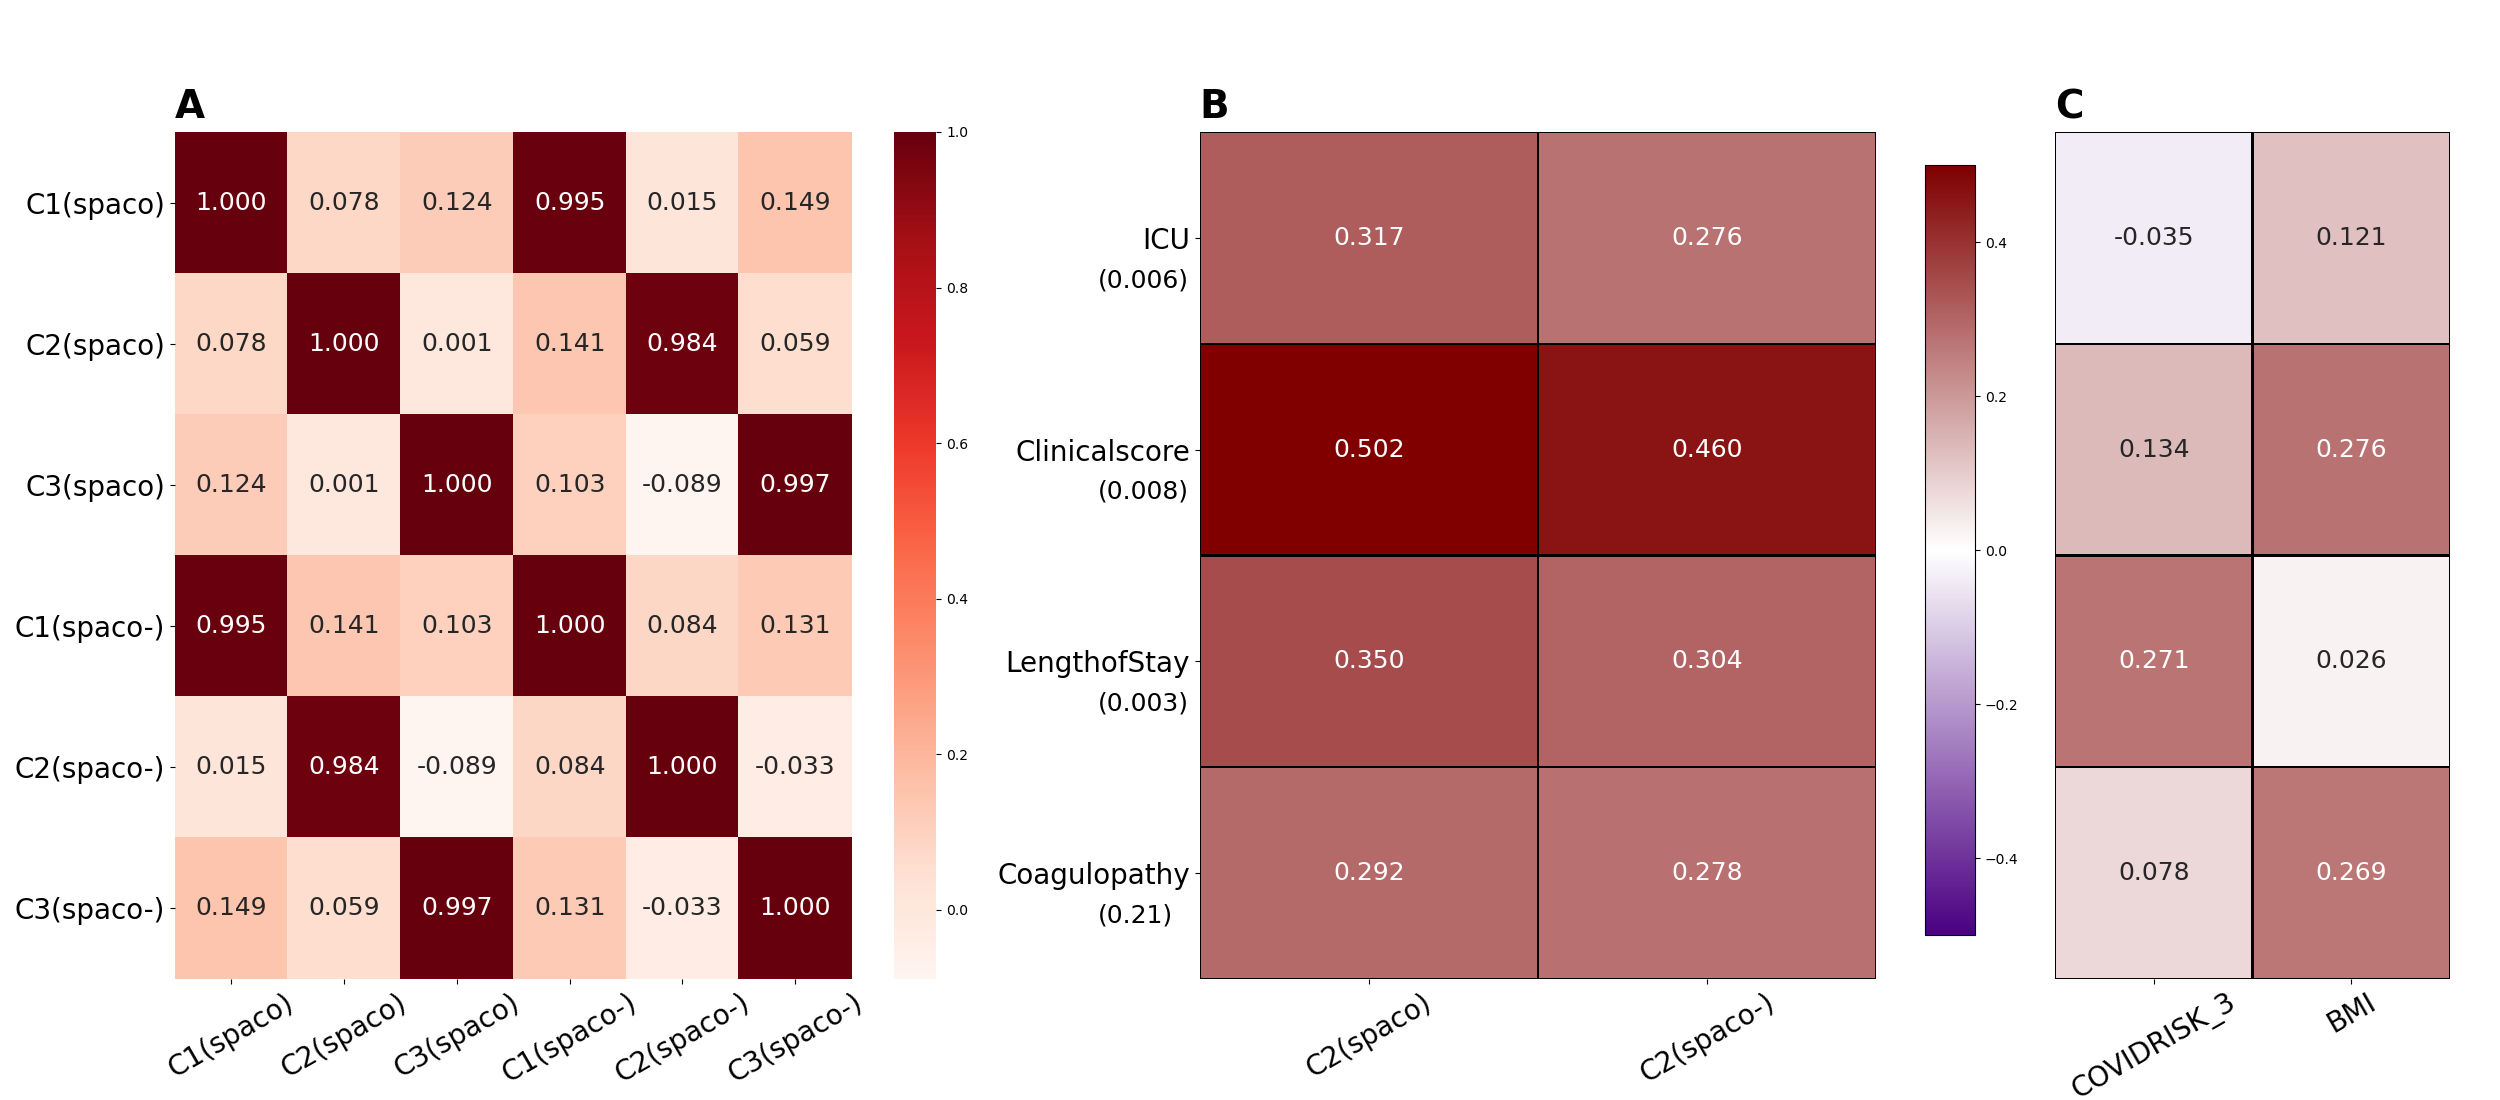 A
C1(spaco) 1.000 0.078 0.124 0.995 0.015 0.149
C2(spaco) 0.078 1.000 0.001 0.141 0.984 0.059
C3(spaco) 0.124 0.001 1.000 0.103 -0.089 0.997
C1(spaco-) 0.995 0.141 0.103 1.000 0.084 0.131
C2(spaco-) 0.015 0.984 -0.089 0.084 1.000 -0.033
C3(spaco-) 0.149 0.059 0.997 0.131 -0.033 1.000
C1(spaco) C2(spaco) C3(spaco) C1(spaco-) C2(spaco-) C3(spaco-)
1.0
0.8
0.6
0.4
0.2
0.0
B
ICU 0.317 0.276
(0.006)
Clinicalscore 0.502 0.460
(0.008)
LengthofStay 0.350 0.304
(0.003)
Coagulopathy 0.292 0.278
(0.21)
C2(spaco) C2(spaco-)
0.4
0.2
0.0
−0.2
−0.4
C
-0.035 0.121
0.134 0.276
0.271 0.026
0.078 0.269
COVIDRISK_3 BMI